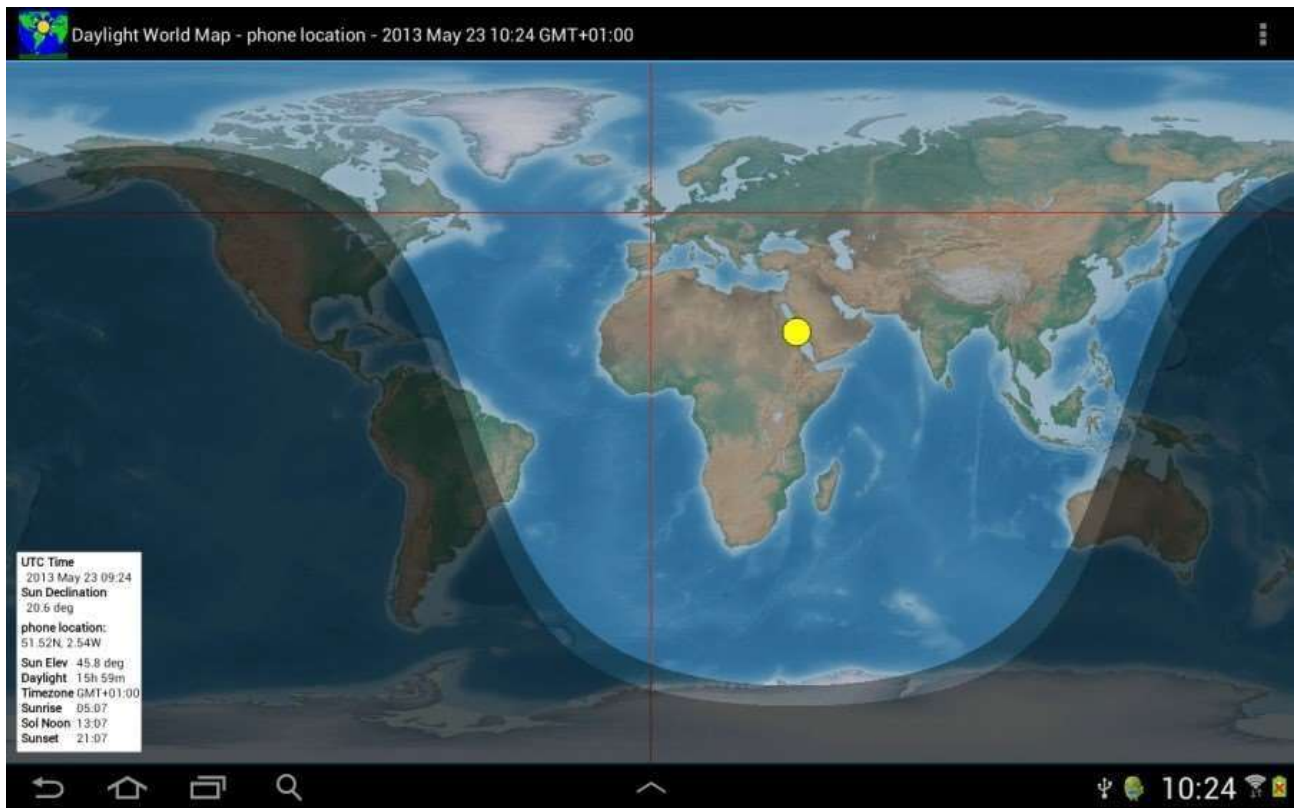 Daylight World Map - phone location - 2013 May 23 10:24 GMT+01:00
UTC Time
2013 May 23 09:24
Sun Declination
20.6 deg
phone location:
51.52N, 2.54W
Sun Elev 45.8 deg
Daylight 15h 59m
Timezone GMT+01:00
Sunrise 05:07
Sol Noon 13:07
Sunset 21:07
10:24